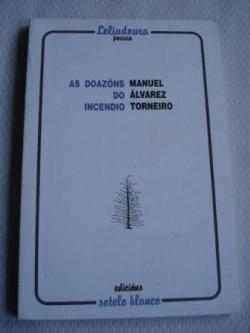 Leliadoura
poesía
AS DOAZÓNS MANUEL
DO ÁLVAREZ
INCENDIO TORNEIRO
edicións
sotelo blanco